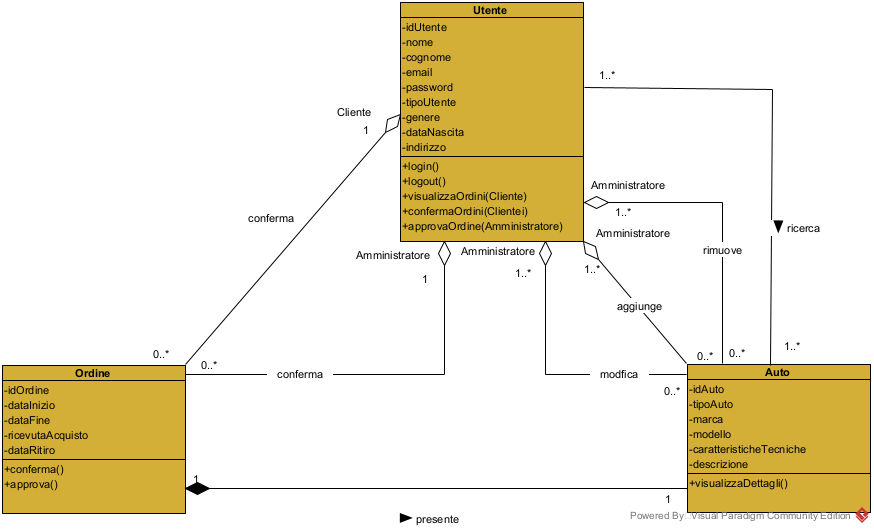 Utente
-idUtente
-nome
-cognome
-email
-password
-tipoUtente
-genere
-dataNascita
-indirizzo
+login()
+logout()
+visualizzaOrdini(Cliente)
+confermaOrdini(Clientei)
+approvaOrdine(Amministratore)
1..*
Cliente
1
Amministratore
1..*
conferma
ricerca
Amministratore
rimuove
Amministratore
1
Amministratore
1..*
1..*
aggiunge
0..*
0..*
conferma
modfica
0..*
0..*
0..*
1..*
Ordine
-idOrdine
-dataInizio
-dataFine
-ricevutaAcquisto
-dataRitiro
+conferma()
+approva()
Auto
-idAuto
-tipoAuto
-marca
-modello
-caratteristicheTecniche
-descrizione
+visualizzaDettagli()
1
1
presente
Powered By Visual Paradigm Community Edition